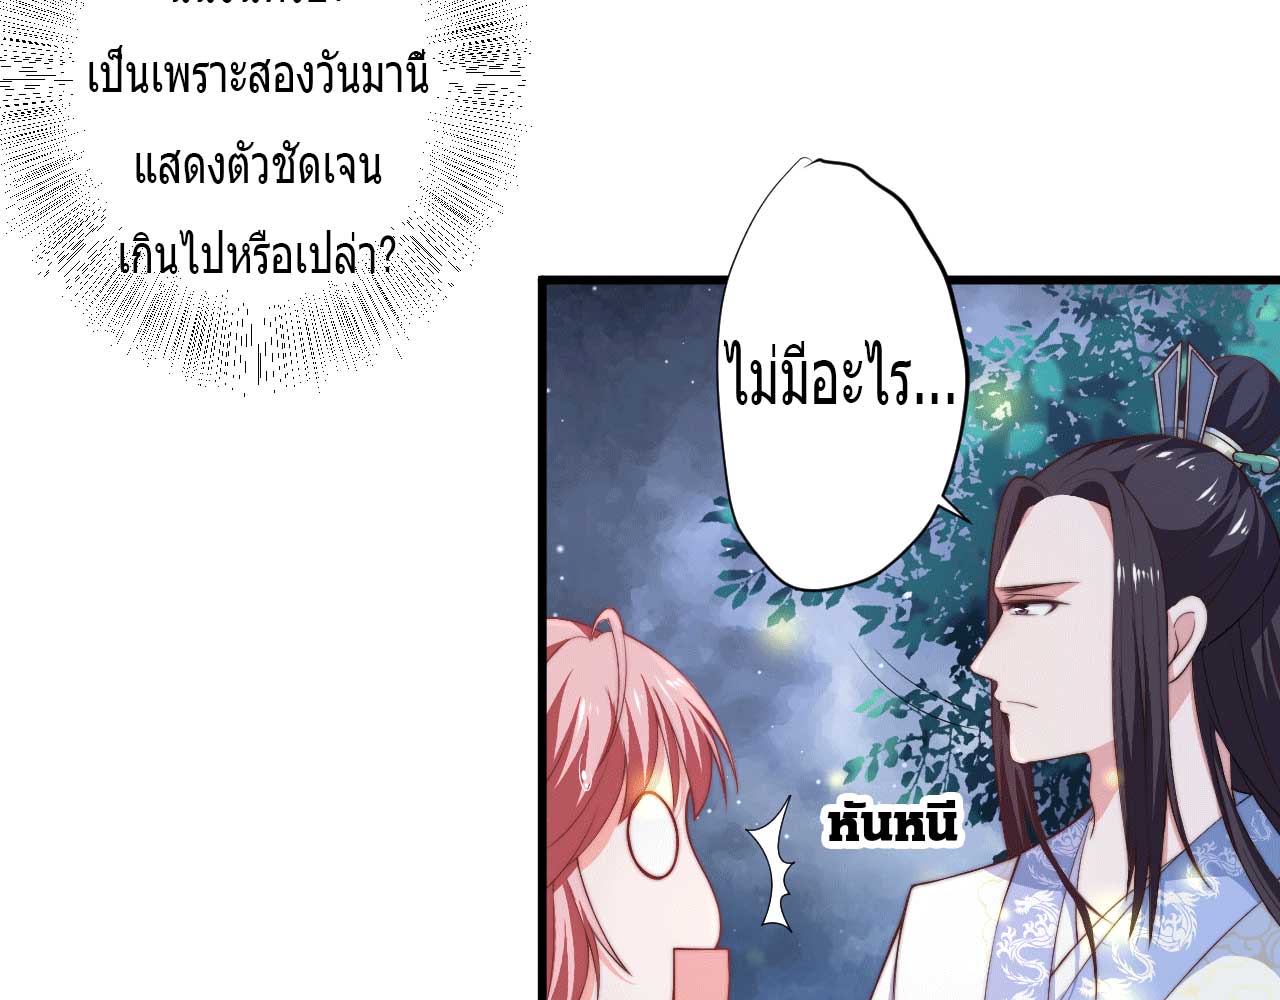 เป็นเพราะสองวันมานี้
แสดงตัวชัดเจน
เกินไปหรือเปล่า?
ไม่มีอะไร...
หันหนี